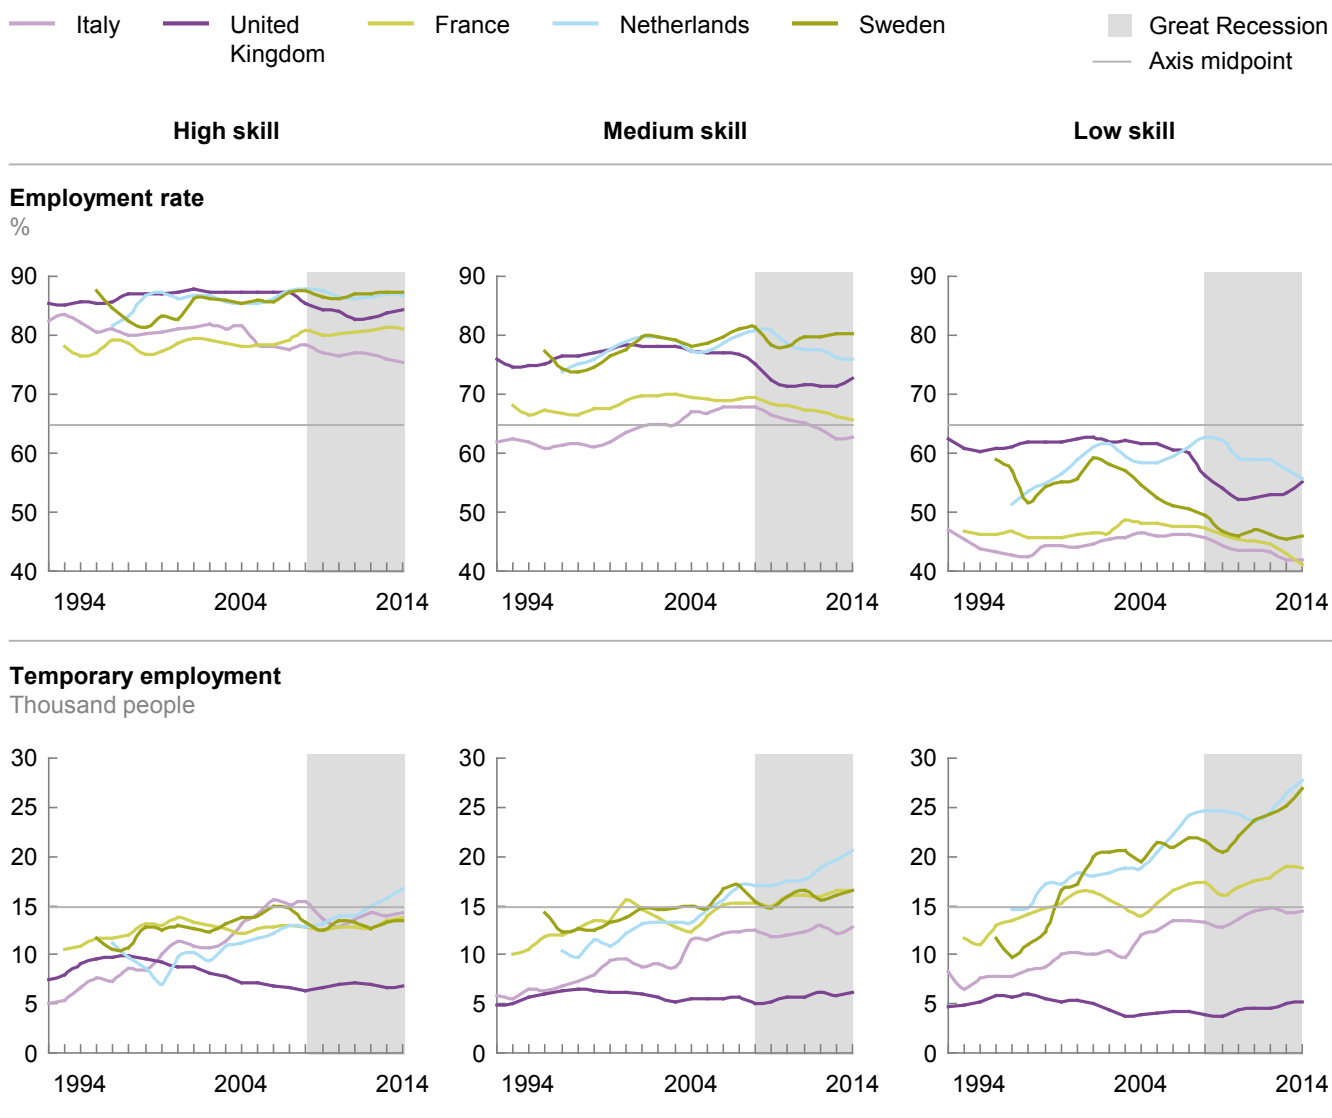 Italy United Kingdom France Netherlands Sweden Great Recession
Axis midpoint
High skill Medium skill Low skill
Employment rate
%
90 90 90
80 80 80
70 70 70
60 60 60
50 50 50
40 40 40
1994 2004 2014 1994 2004 2014 1994 2004 2014
Temporary employment
Thousand people
30 30 30
25 25 25
20 20 20
15 15 15
10 10 10
5 5 5
0 0 0
1994 2004 2014 1994 2004 2014 1994 2004 2014